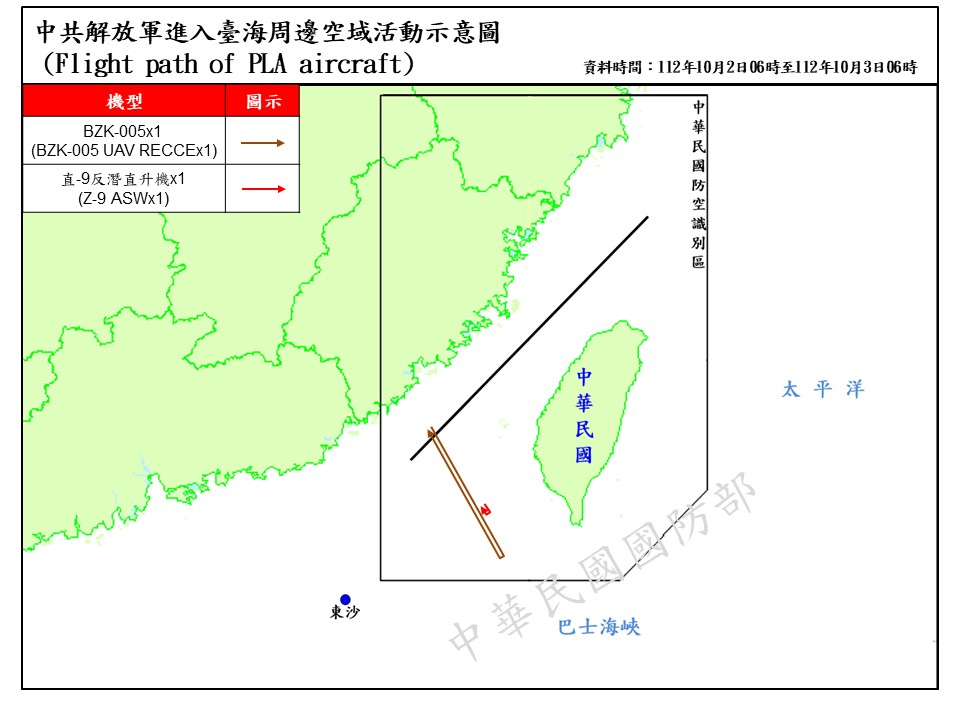 中共解放軍進入臺海周邊空域活動示意圖
(Flight path of PLA aircraft)
資料時間：112年10月2日06時至112年10月3日06時
機型 圖示
BZK-005x1
(BZK-005 UAV RECCEx1)
直-9反潛直升機x1
(Z-9 ASWx1)
中華民國防空識別區
中華民國
太平洋
東沙
巴士海峽
中華民國國防部